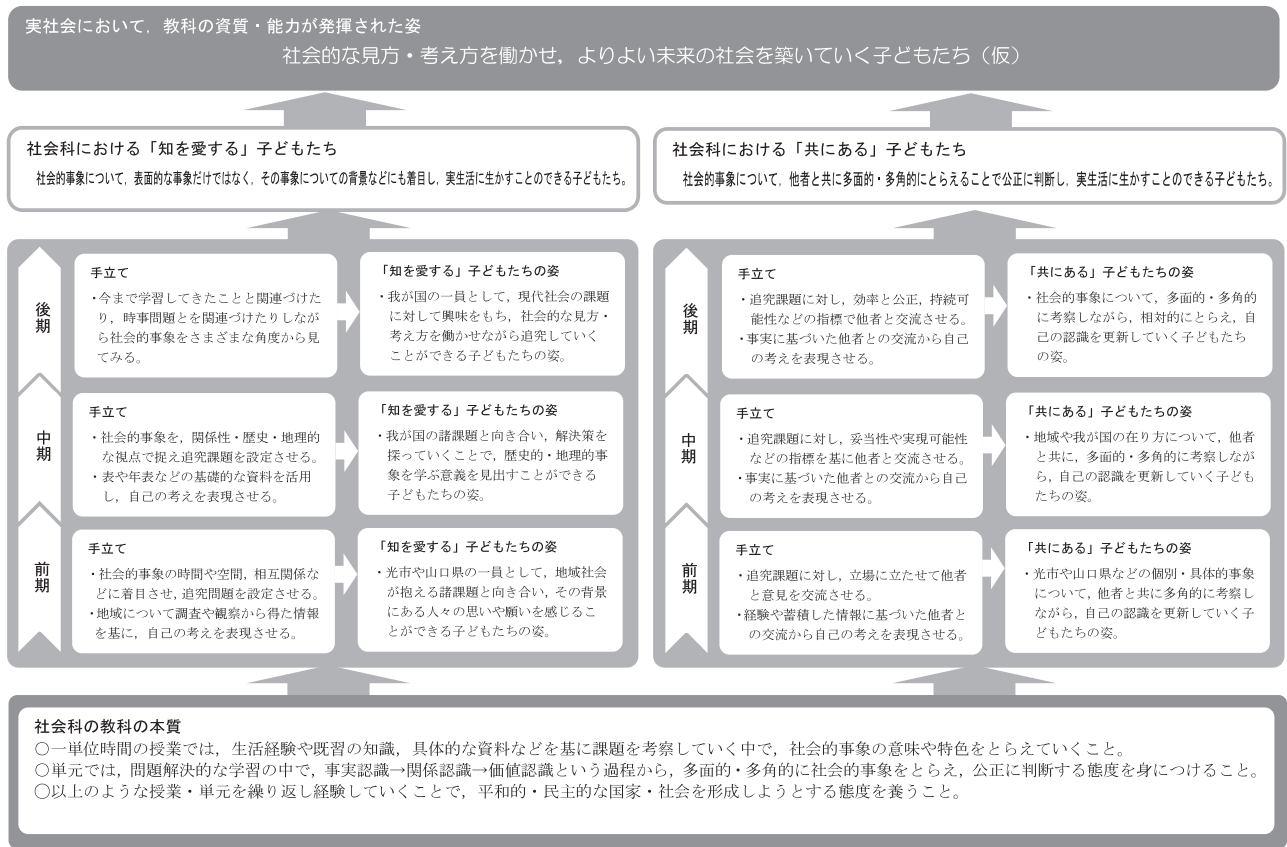 実社会において，教科の資質・能力が発揮された姿
社会的な見方・考え方を働かせ，よりよい未来の社会を築いていく子どもたち（仮）
社会科における「知を愛する」子どもたち
社会的事象について，表面的な事象だけではなく，その事象についての背景などにも着目し，実生活に生かすことのできる子どもたち。
後期
手立て
・今まで学習してきたことと関連づけた
り，時事問題とを関連づけたりしなが
ら社会的事象をさまざまな角度から見
てみる。
「知を愛する」子どもたちの姿
・我が国の一員として，現代社会の課題
に対して興味をもち，社会的な見方・
考え方を働かせながら追究していく
ことができる子どもたちの姿。
中期
手立て
・社会的事象を，関係性・歴史・地理的
な視点で捉え追究課題を設定させる。
・表や年表などの基礎的な資料を活用
し，自己の考えを表現させる。
「知を愛する」子どもたちの姿
・我が国の諸課題と向き合い，解決策を
探っていくことで，歴史的・地理的事
象を学ぶ意義を見出すことができる
子どもたちの姿。
前期
手立て
・社会的事象の時間や空間，相互関係な
どに着目させ，追究問題を設定させる。
・地域について調査や観察から得た情報
を基に，自己の考えを表現させる。
「知を愛する」子どもたちの姿
・光市や山口県の一員として，地域社会
が抱える諸課題と向き合い，その背景
にある人々の思いや願いを感じるこ
とができる子どもたちの姿。
社会科における「共にある」子どもたち
社会的事象について，他者と共に多面的・多角的にとらえることで公正に判断し，実生活に生かすことのできる子どもたち。
後期
手立て
・追究課題に対し，効率と公正，持続可
能性などの指標で他者と交流させる。
・事実に基づいた他者との交流から自己
の考えを表現させる。
「共にある」子どもたちの姿
・社会的事象について，多面的・多角的
に考察しながら，相対的にとらえ，自
己の認識を更新していく子どもたち
の姿。
中期
手立て
・追究課題に対し，妥当性や実現可能性
などの指標を基に他者と交流させる。
・事実に基づいた他者との交流から自己
の考えを表現させる。
「共にある」子どもたちの姿
・地域や我が国の在り方について，他者
と共に，多面的・多角的に考察しなが
ら，自己の認識を更新していく子ども
たちの姿。
前期
手立て
・追究課題に対し，立場に立たせて他者
と意見を交流させる。
・経験や蓄積した情報に基づいた他者と
の交流から自己の考えを表現させる。
「共にある」子どもたちの姿
・光市や山口県などの個別・具体的事象
について，他者と共に多角的に考察し
ながら，自己の認識を更新していく子
どもたちの姿。
社会科の教科の本質
○一単位時間の授業では，生活経験や既習の知識，具体的な資料などを基に課題を考察していく中で，社会的事象の意味や特色をとらえていくこと。
○単元では，問題解決的な学習の中で，事実認識→関係認識→価値認識という過程から，多面的・多角的に社会的事象をとらえ，公正に判断する態度を身につけること。
○以上のような授業・単元を繰り返し経験していくことで，平和的・民主的な国家・社会を形成しようとする態度を養うこと。